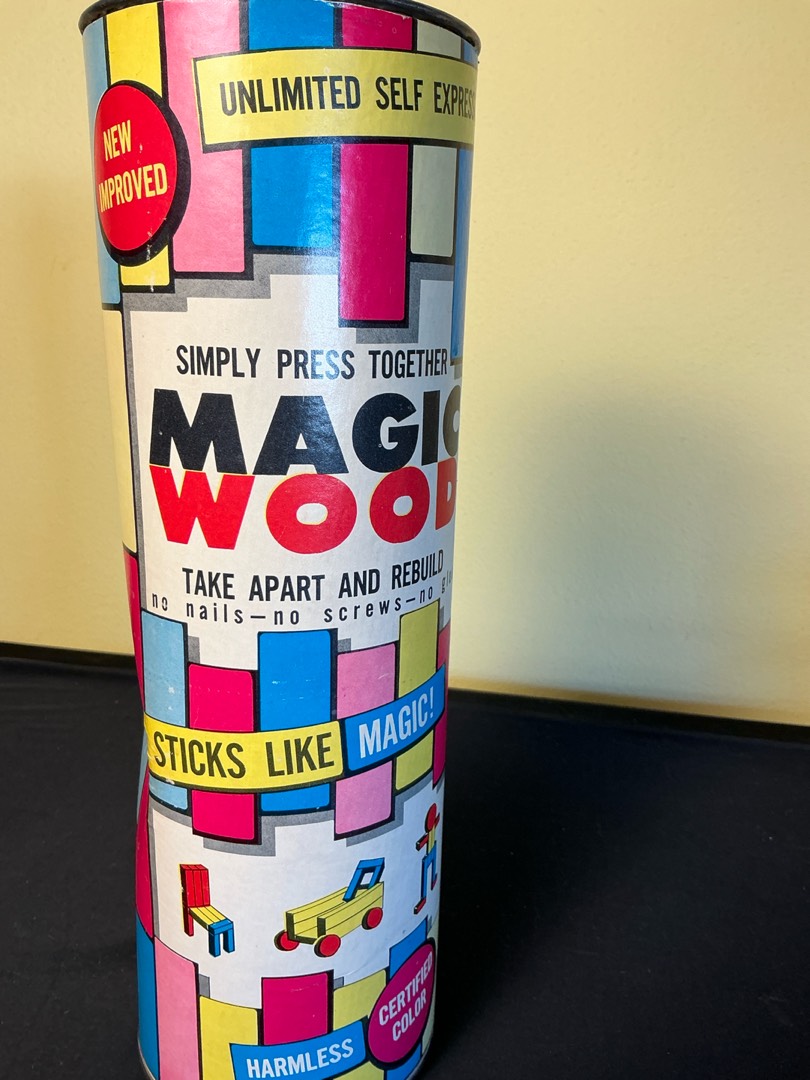 UNLIMITED SELF
NEW
IMPROVED
SIMPLY PRESS TOGETHER
MAGIC
WOOD
TAKE APART AND REBUILD
no nails—no screws—no
STICKS LIKE MAGIC!
CERTIFIED
COLOR
HARMLESS